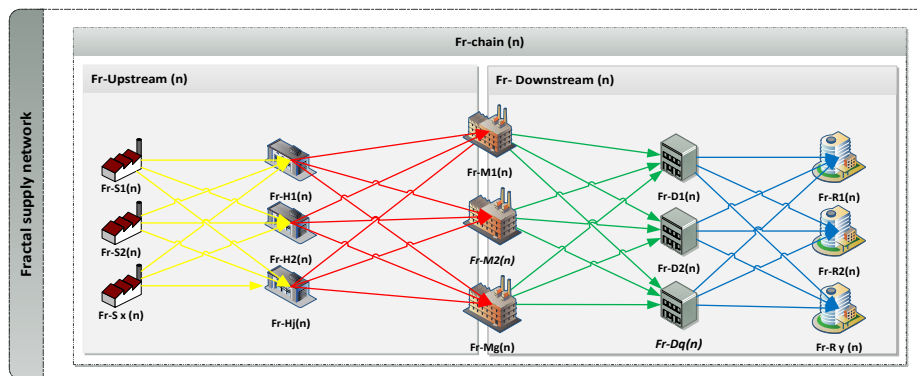 Fractal supply network
Fr-chain (n)
Fr-Upstream (n)
Fr- Downstream (n)
Fr-S1(n)
Fr-H1(n)
Fr-M1(n)
Fr-D1(n)
Fr-R1(n)
Fr-S2(n)
Fr-H2(n)
Fr-M2(n)
Fr-D2(n)
Fr-R2(n)
Fr-S x (n)
Fr-Hj(n)
Fr-Mg(n)
Fr-Dq(n)
Fr-R y (n)